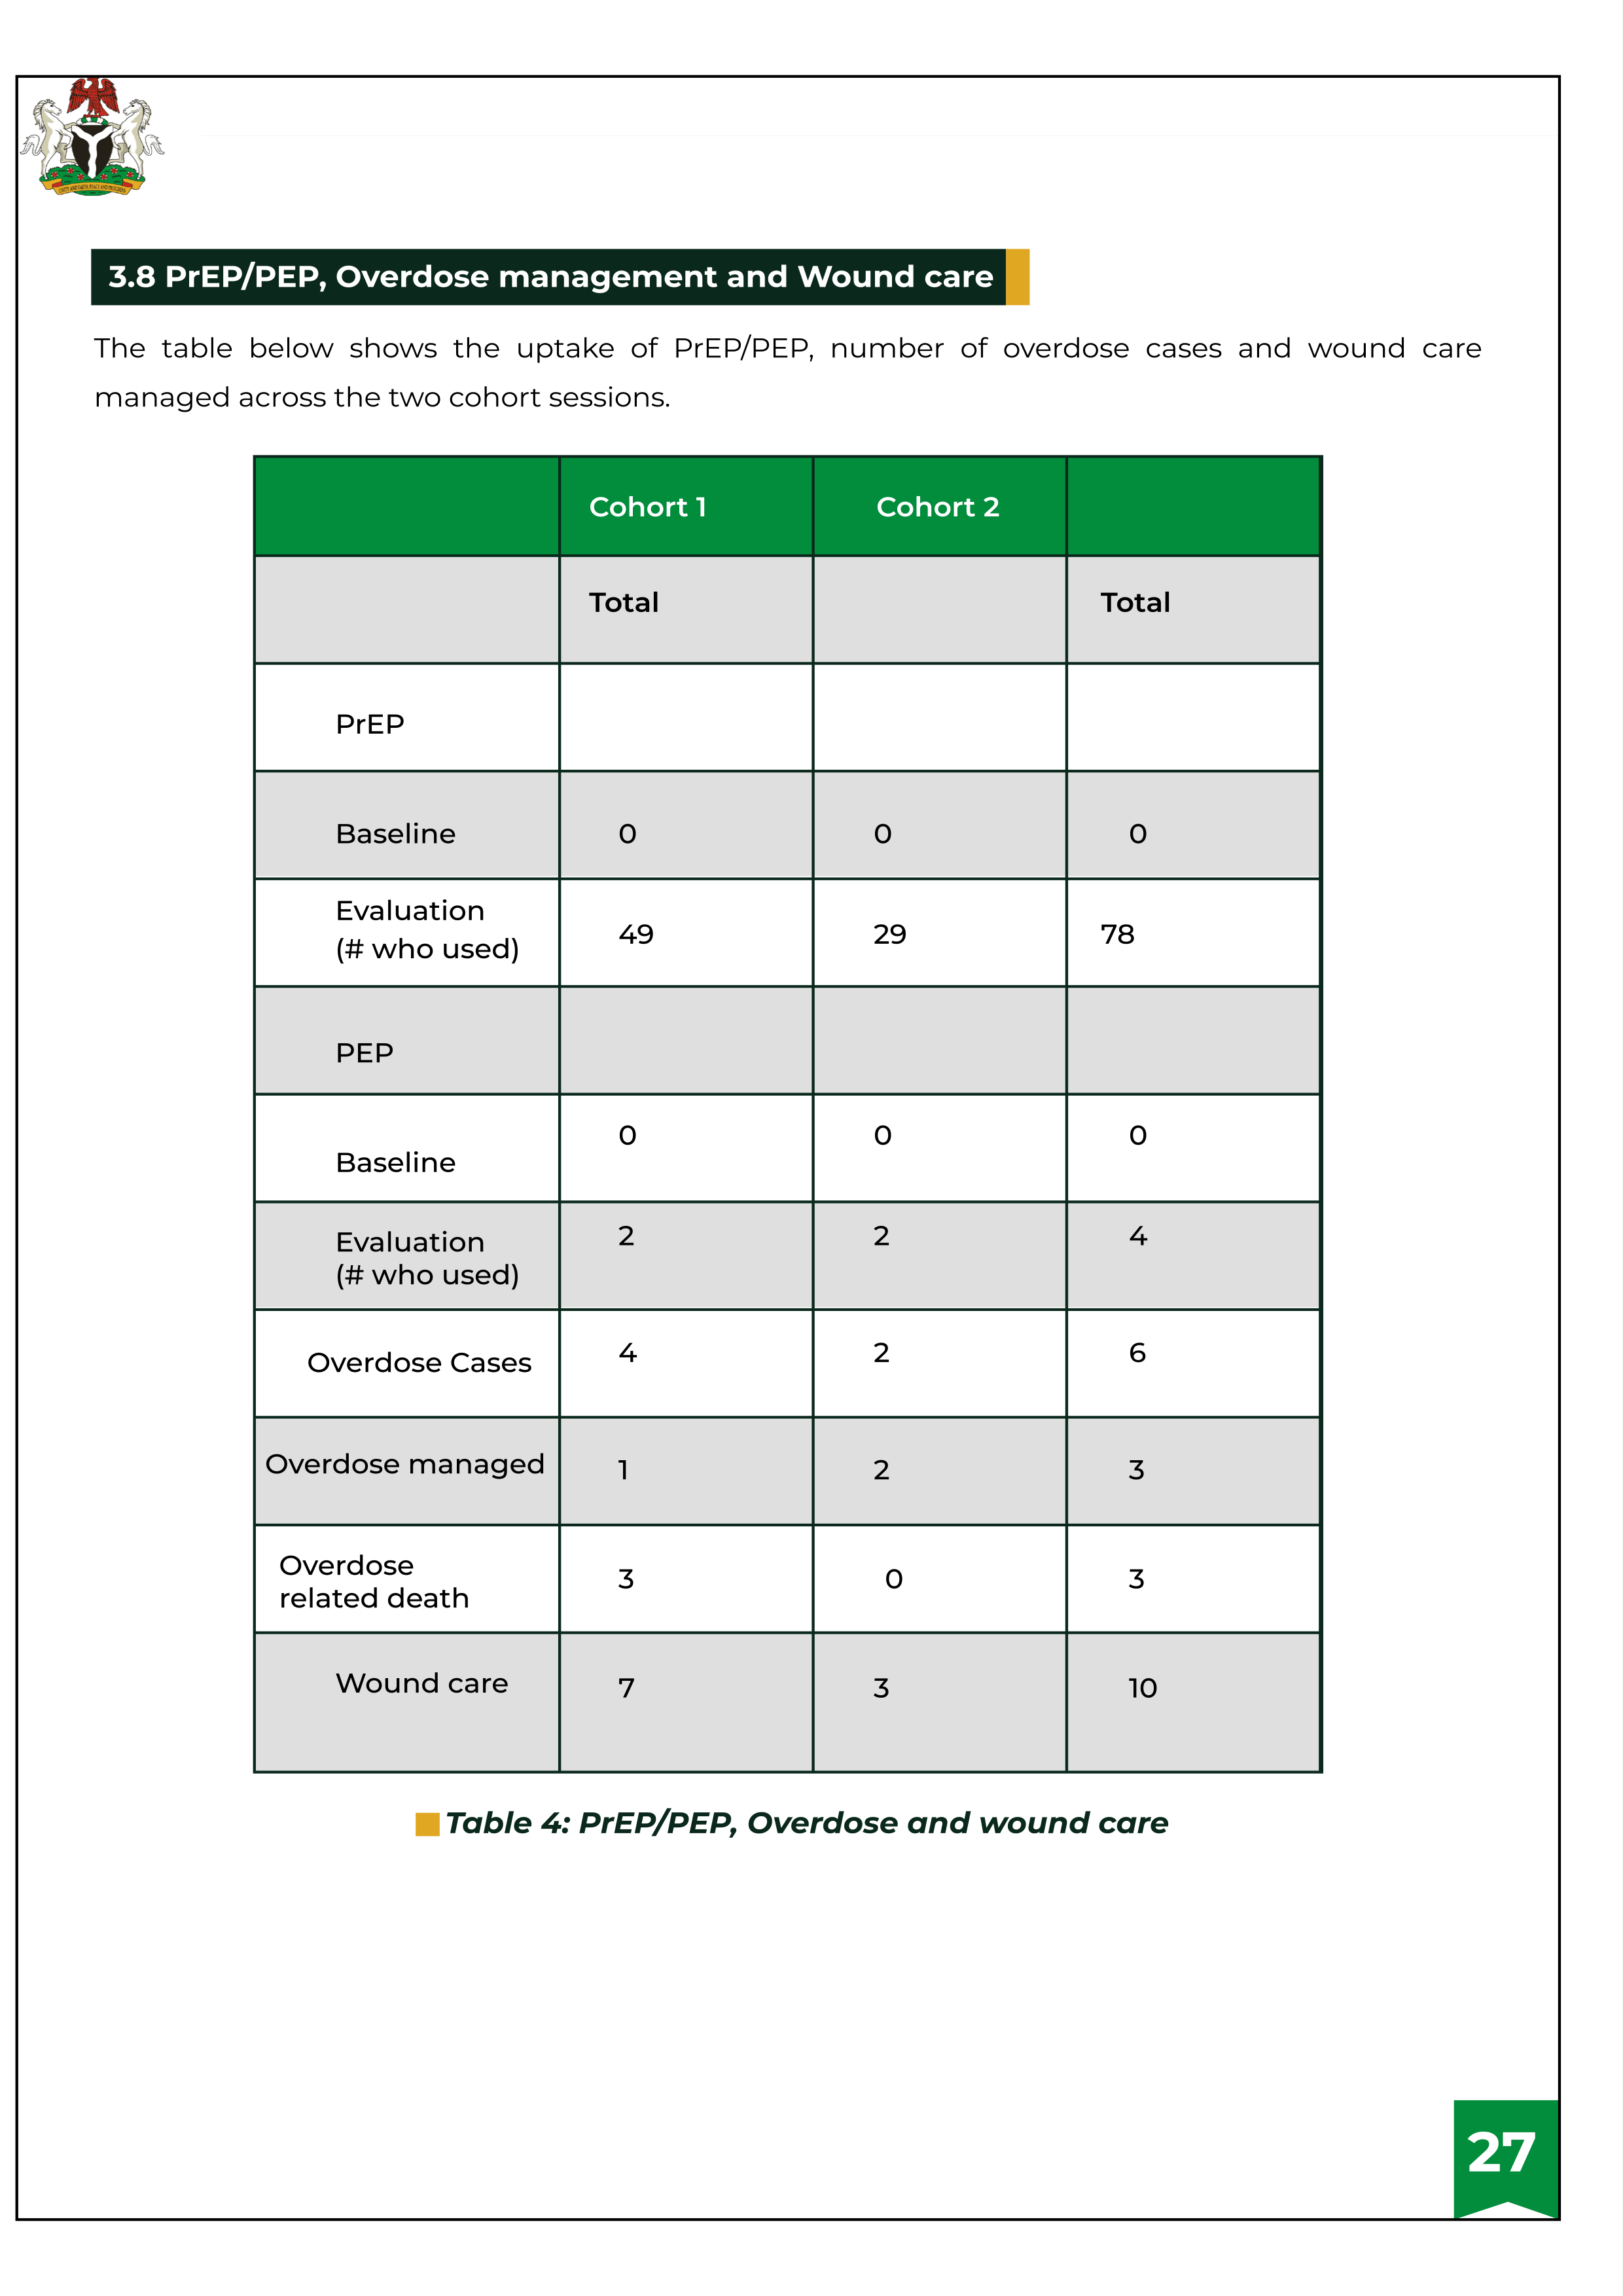 3.8 PrEP/PEP, Overdose management and Wound care
The table below shows the uptake of PrEP/PEP, number of overdose cases and wound care
managed across the two cohort sessions.
Cohort 1 Cohort 2
Total Total
PrEP
Baseline 0 0 0
Evaluation
(# who used) 49 29 78
PEP
Baseline 0 0 0
Evaluation
(# who used) 2 2 4
Overdose Cases 4 2 6
Overdose managed 1 2 3
Overdose
related death 3 0 3
Wound care 7 3 10
Table 4: PrEP/PEP, Overdose and wound care
27